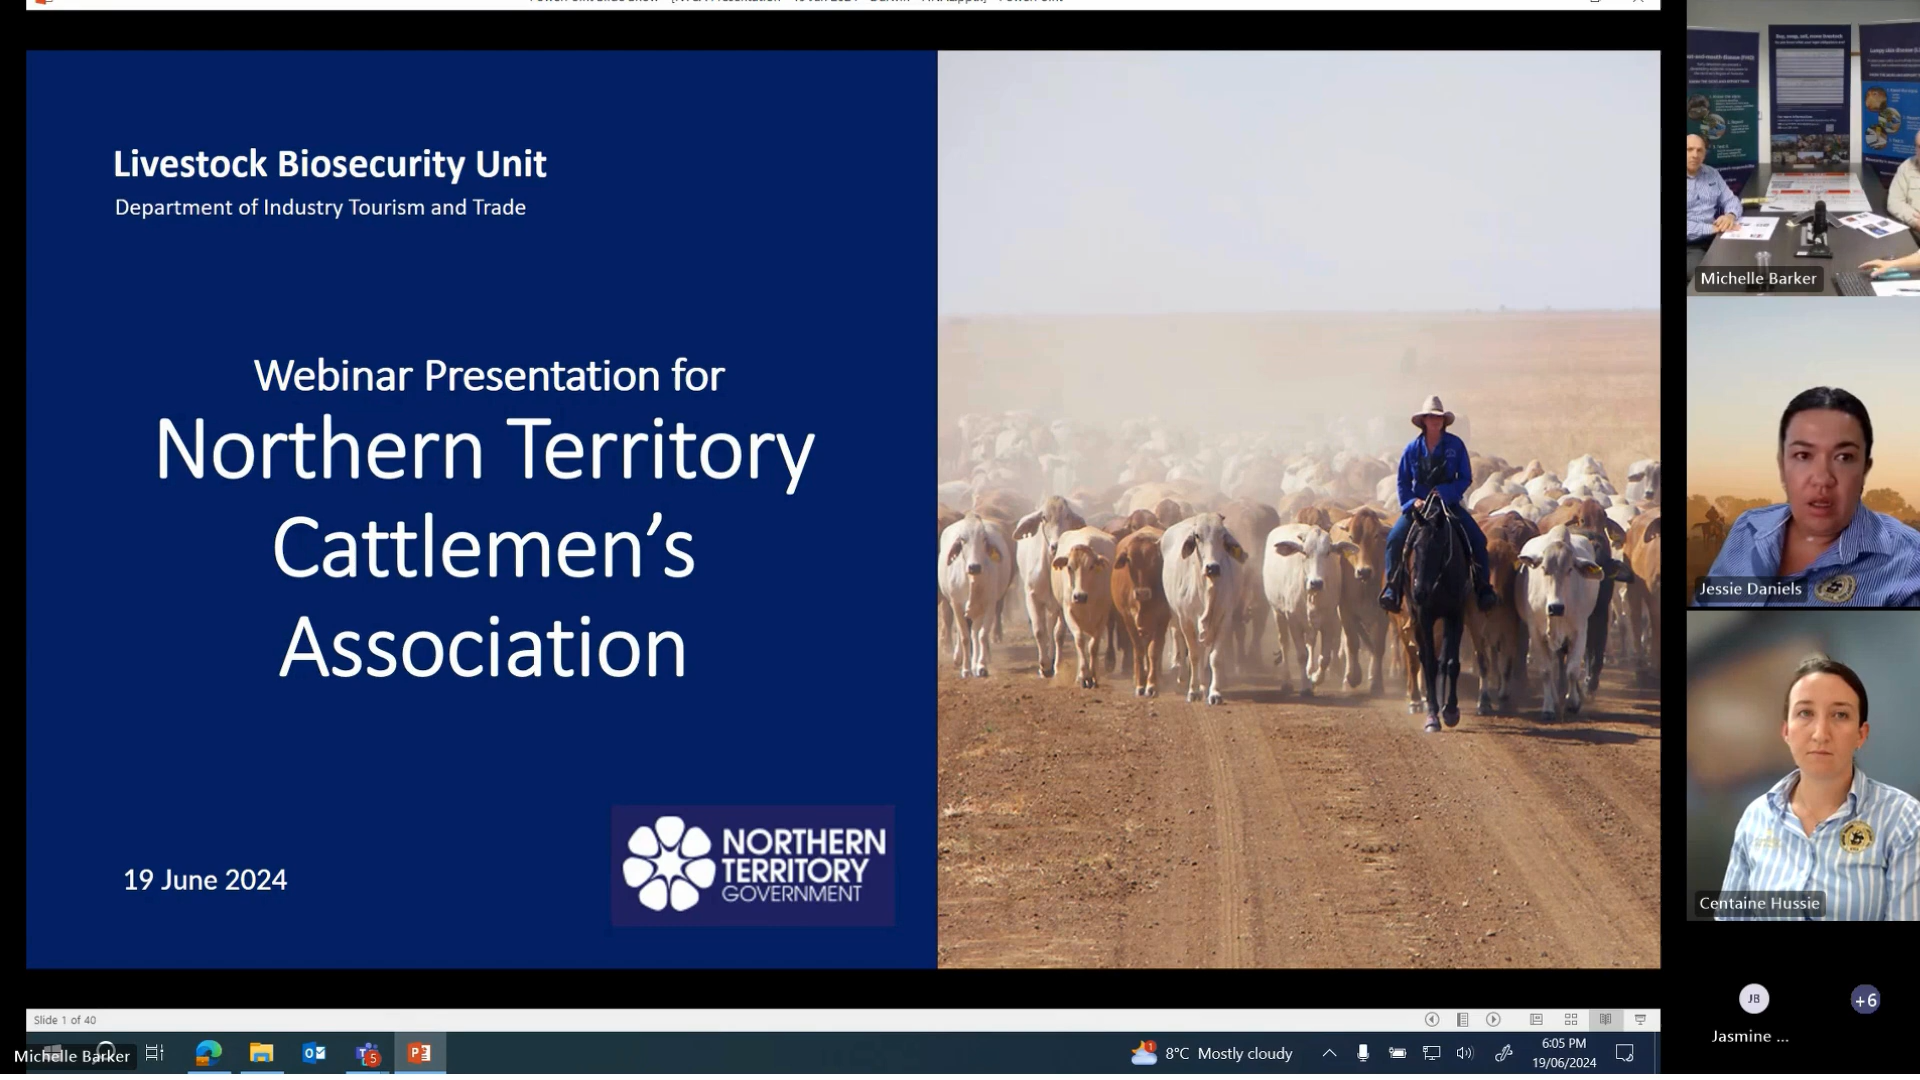 Livestock Biosecurity Unit
Department of Industry Tourism and Trade
Webinar Presentation for
Northern Territory
Cattlemen's
Association
19 June 2024
NORTHERN
TERRITORY
GOVERNMENT
Slide 1 of 40
Michelle Barker
5
1
8°C Mostly cloudy
6:05 PM
19/06/2024
Michelle Barker
Jessie Daniels
Centaine Hussie
JB
+6
Jasmine ...